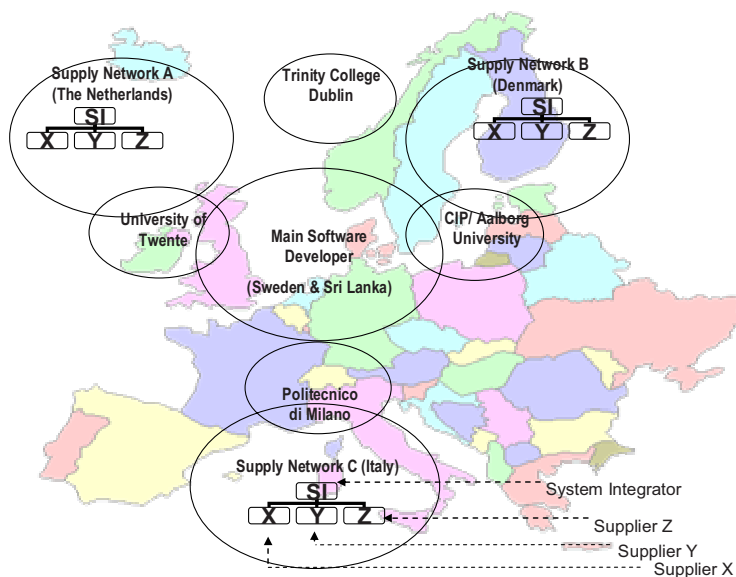 Supply Network A
(The Netherlands)
SI
X Y Z
Trinity College
Dublin
Supply Network B
(Denmark)
SI
X Y Z
University of
Twente
Main Software
Developer
(Sweden & Sri Lanka)
CIP/ Aalborg
University
Politecnico
di Milano
Supply Network C (Italy)
SI
X Y Z
System Integrator
Supplier Z
Supplier Y
Supplier X